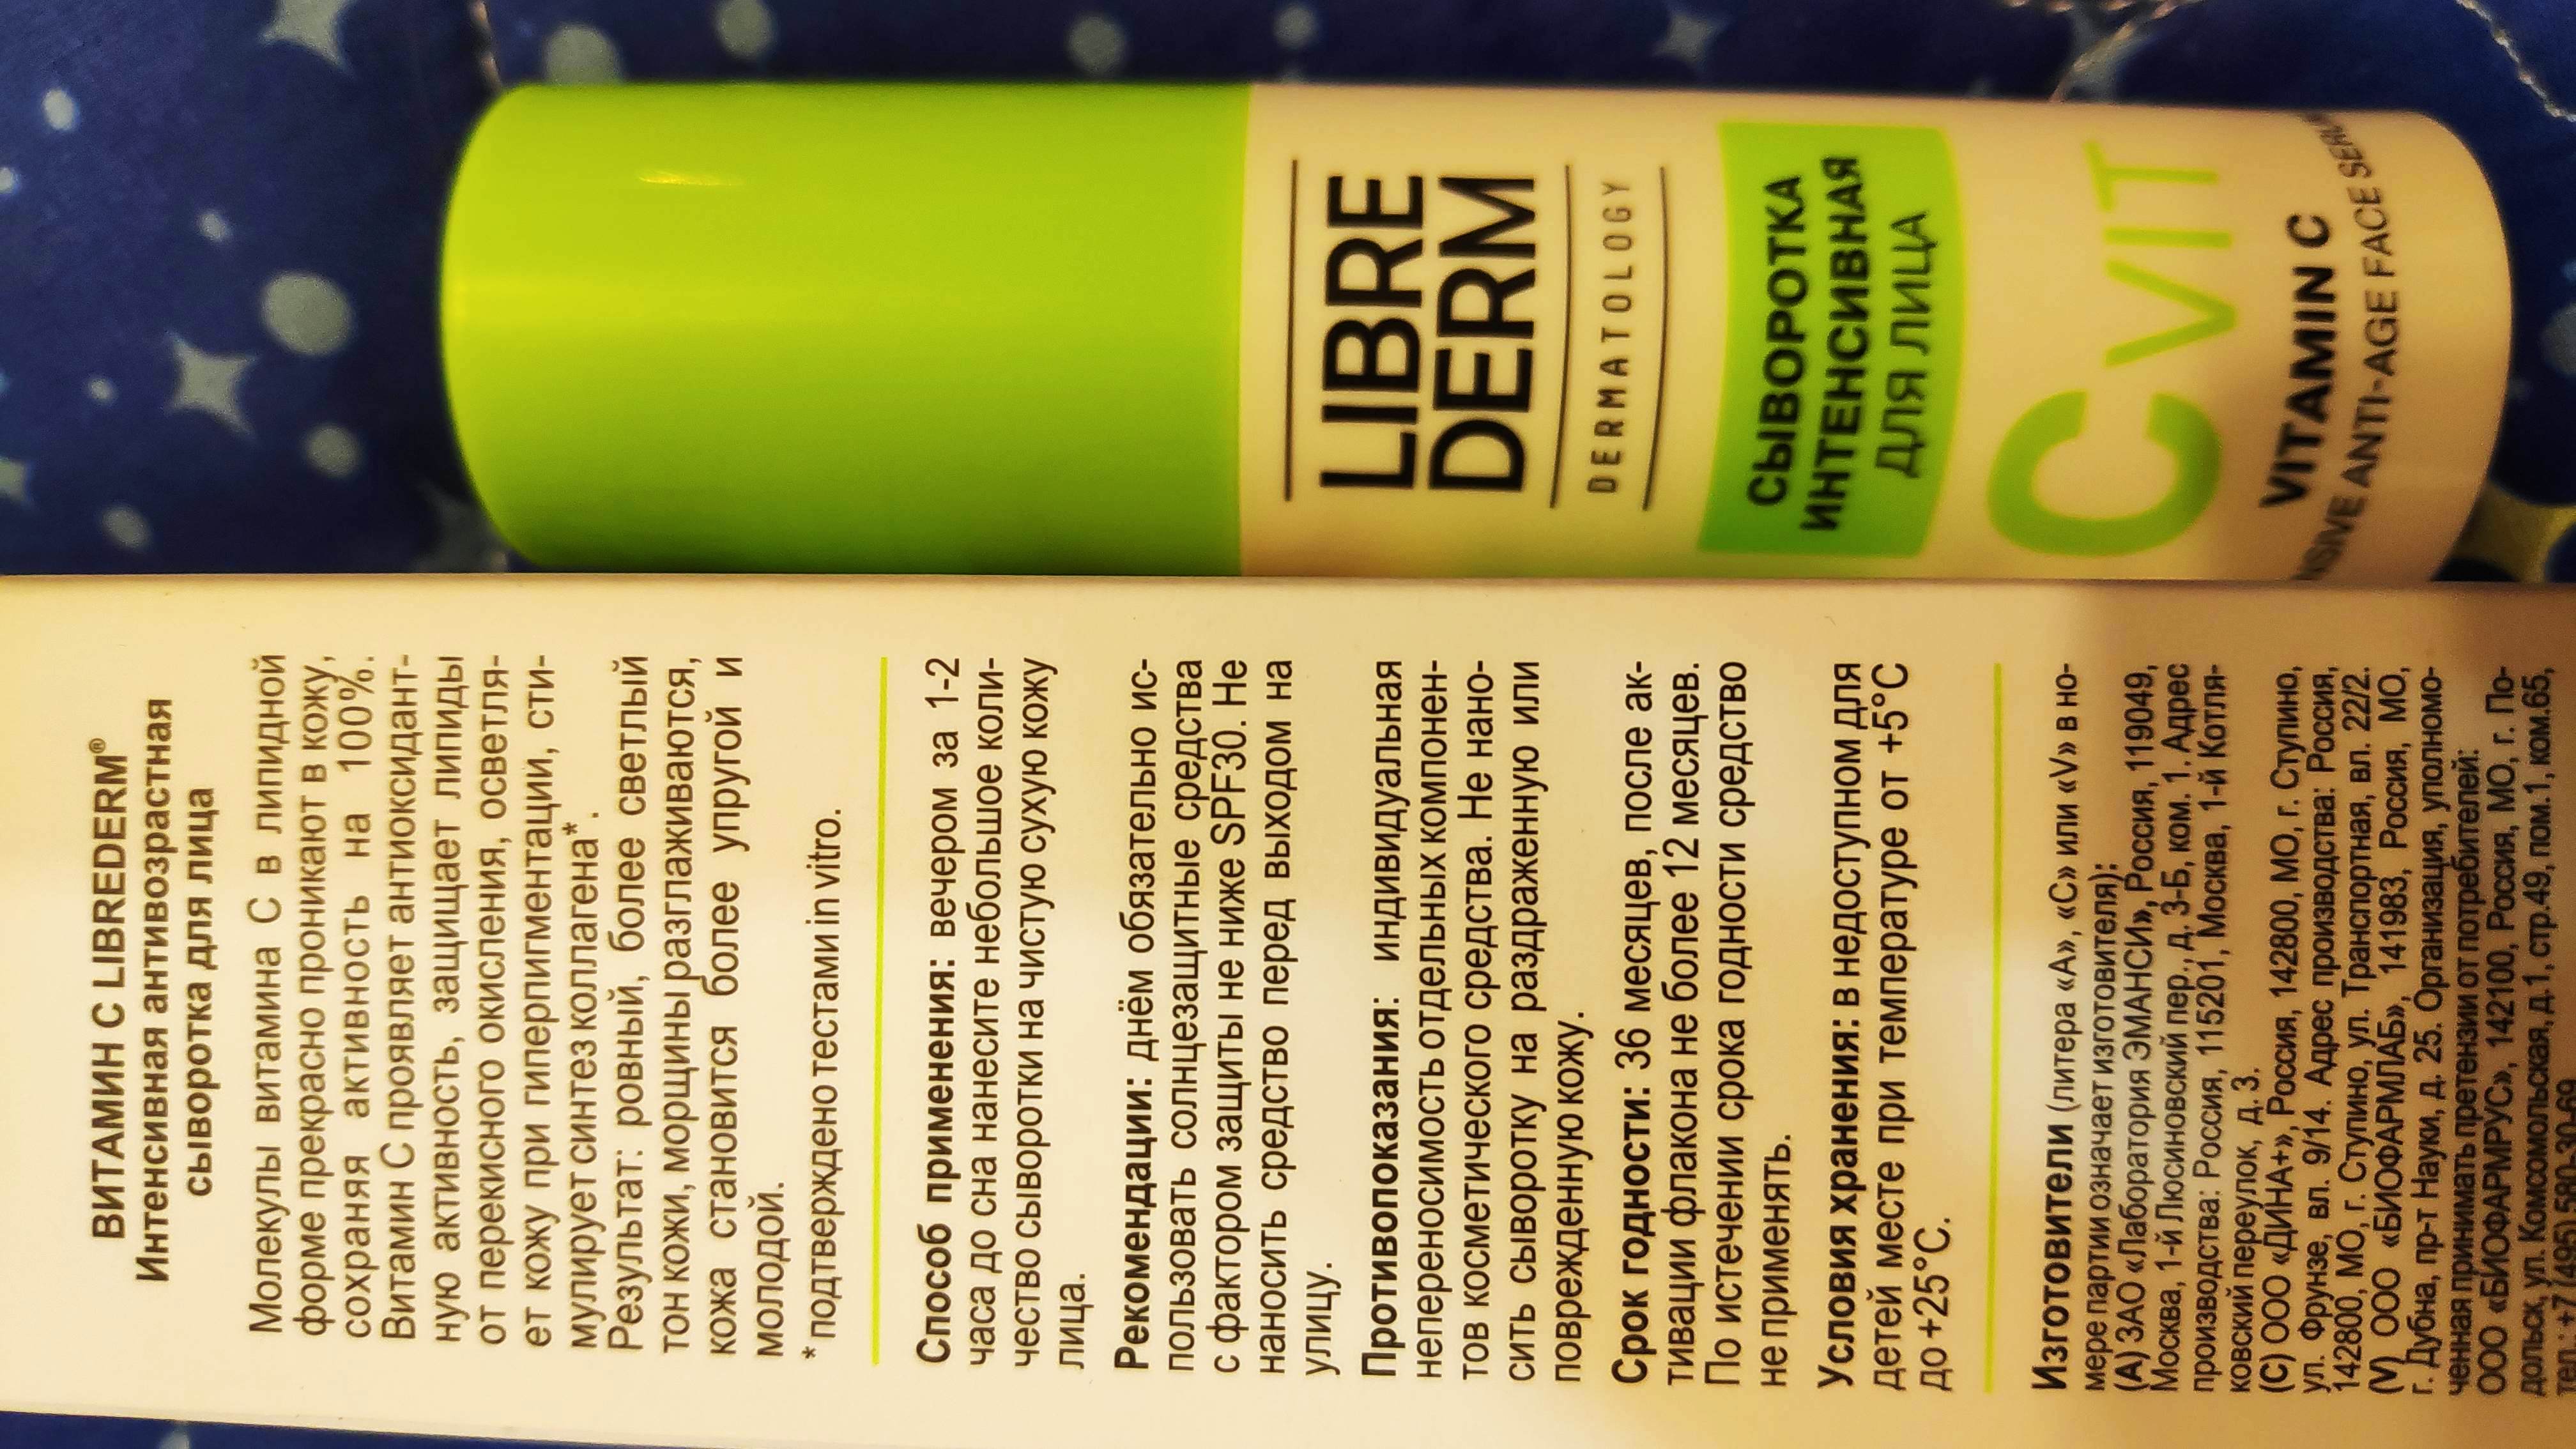 ВИТАМИН С LIBREDERM®
Интенсивная антивозрастная
сыворотка для лица
Молекулы витамина С в липидной
форме прекрасно проникают в кожу,
сохраняя активность на 100%.
Витамин С проявляет антиоксидант-
ную активность, защищает липиды
от перекисного окисления, осветля-
ет кожу при гиперпигментации, сти-
мулирует синтез коллагена*.
Результат: ровный, более светлый
тон кожи, морщины разглаживаются,
кожа становится более упругой и
молодой.
* подтверждено тестами in vitro.
Способ применения: вечером за 1-2
часа до сна нанесите небольшое коли-
чество сыворотки на чистую сухую кожу
лица.
Рекомендации: днём обязательно ис-
пользовать солнцезащитные средства
с фактором защиты не ниже SPF30. Не
наносить средство перед выходом на
улицу.
Противопоказания: индивидуальная
непереносимость отдельных компонен-
тов косметического средства. Не нано-
сить сыворотку на раздраженную или
поврежденную кожу.
Срок годности: 36 месяцев, после ак-
тивации флакона не более 12 месяцев.
По истечении срока годности средство
не применять.
Условия хранения: в недоступном для
детей месте при температуре от +5°С
до +25°С.
Изготовители (литера «А», «С» или «V» в но-
мере партии означает изготовителя):
(А) ЗАО «Лаборатория ЭМАНСИ», Россия, 119049,
Москва, 1-й Люсиновский пер., д. 3-Б, ком. 1. Адрес
производства: Россия, 115201, Москва, 1-й Котля-
ковский переулок, д. 3.
(С) ООО «ДИНА+», Россия, 142800, МО, г. Ступино,
ул. Фрунзе, вл. 9/14. Адрес производства: Россия,
142800, МО, г. Ступино, ул. Транспортная, вл. 22/2.
(V) ООО «БИОФАРМЛАБ», 141983, Россия, МО,
г. Дубна, пр-т Науки, д. 25. Организация, уполномо-
ченная принимать претензии от потребителей:
ООО «БИОФАРМРУС», 142100, Россия, МО, г. По-
дольск, ул. Комсомольская, д.1, стр.49, пом.1, ком.65,
тел.: +7 (495)
LIBRE
DERM
DERMATOLOGY
СЫВОРОТКА
ИНТЕНСИВНАЯ
ДЛЯ ЛИЦА
CVIT
VITAMIN C
ANTI-AGE FACE SERUM